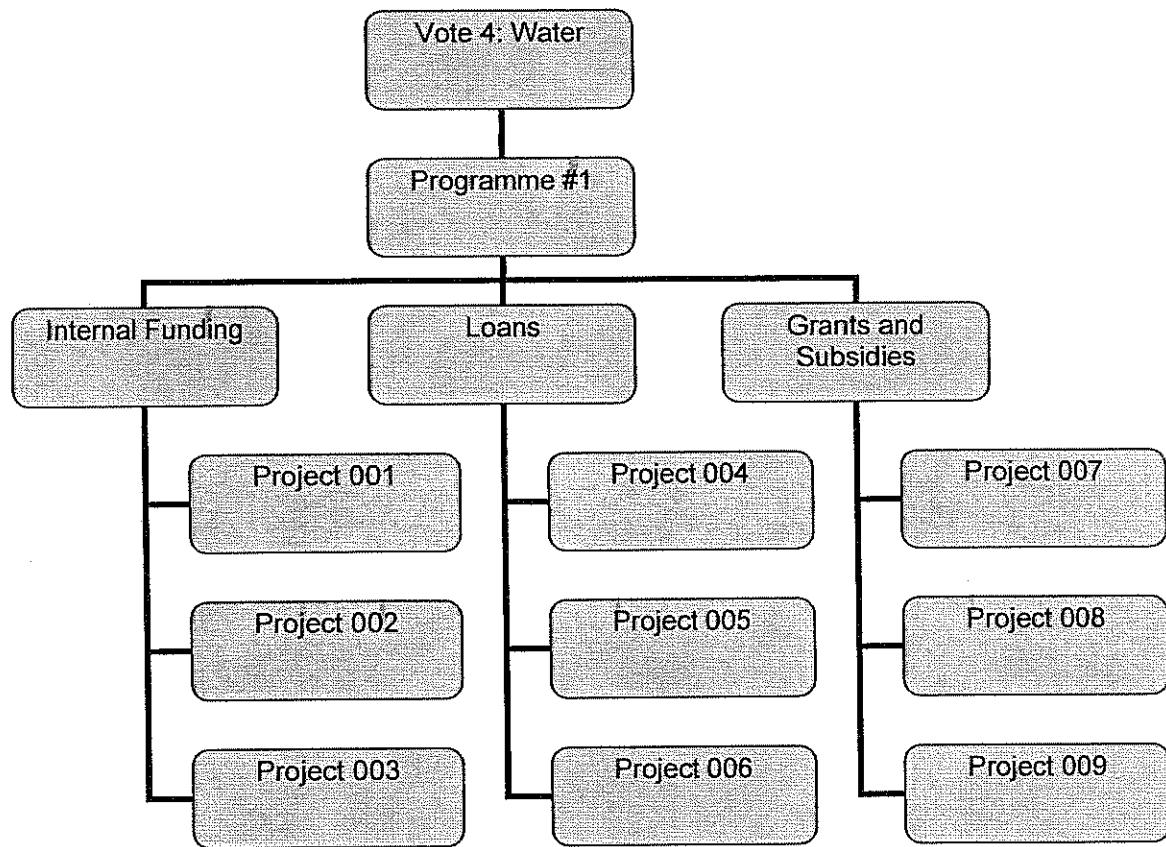 Vote 4: Water
Programme #1
Internal Funding
Loans
Grants and
Subsidies
Project 001
Project 004
Project 007
Project 002
Project 005
Project 008
Project 003
Project 006
Project 009